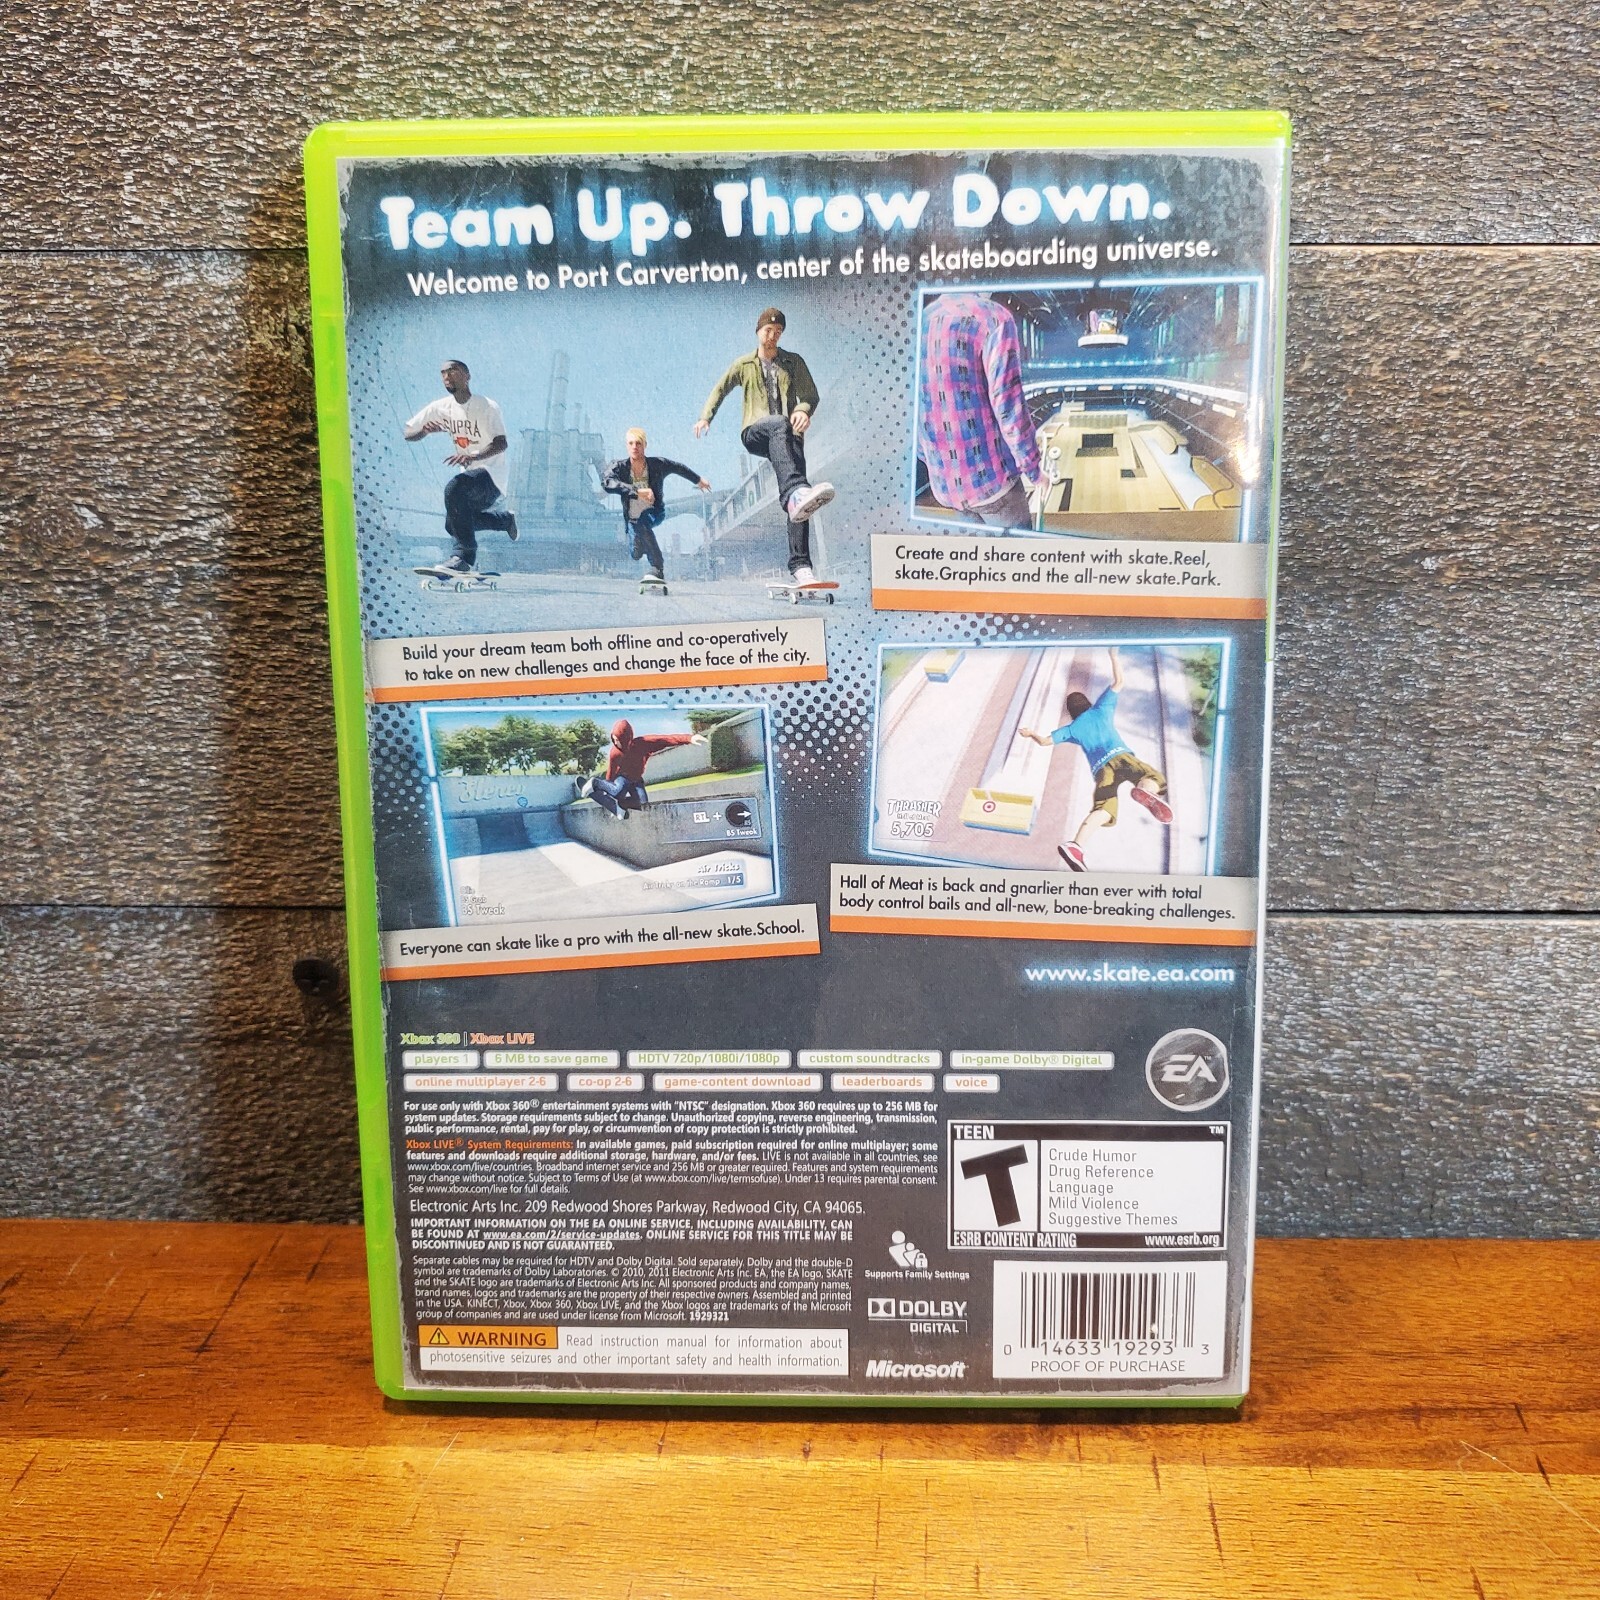 Team Up. Throw Down.
Welcome to Port Carverton, center of the skateboarding universe.
SUPRA
Create and share content with skate.Reel,
skate.Graphics and the all-new skate.Park.
Build your dream team both offline and co-operatively
to take on new challenges and change the face of the city.
Stereo
RT +
BS
BS Tweak
Air Tricks
Air Tricks on the Ramp 1/5
BS Tweak
Everyone can skate like a pro with the all-new skate.School.
THRASHER
Hall of Meat
5,705
Hall of Meat is back and gnarlier than ever with total
body control bails and all-new, bone-breaking challenges.
www.skate.ea.com
Xbox 360 | Xbox LIVE
players 1 6 MB to save game HDTV 720p/1080i/1080p custom soundtracks in-game Dolby® Digital
online multiplayer 2-6 co-op 2-6 game-content download leaderboards voice
EA™
For use only with Xbox 360® entertainment systems with "NTSC" designation. Xbox 360 requires up to 256 MB for
system updates. Storage requirements subject to change. Unauthorized copying, reverse engineering, transmission,
public performance, rental, pay for play, or circumvention of copy protection is strictly prohibited.
Xbox LIVE® System Requirements: In available games, paid subscription required for online multiplayer; some
features and downloads require additional storage, hardware, and/or fees. LIVE is not available in all countries, see
www.xbox.com/live/countries. Broadband internet service and 256 MB or greater required. Features and system requirements
may change without notice. Subject to Terms of Use (at www.xbox.com/live/termsofuse). Under 13 requires parental consent.
See www.xbox.com/live for full details.
Electronic Arts Inc. 209 Redwood Shores Parkway, Redwood City, CA 94065.
IMPORTANT INFORMATION ON THE EA ONLINE SERVICE, INCLUDING AVAILABILITY, CAN
BE FOUND AT www.ea.com/2/service-updates. ONLINE SERVICE FOR THIS TITLE MAY BE
DISCONTINUED AND IS NOT GUARANTEED.
Separate cables may be required for HDTV and Dolby Digital. Sold separately. Dolby and the double-D
symbol are trademarks of Dolby Laboratories. © 2010, 2011 Electronic Arts Inc. EA, the EA logo, SKATE
and the SKATE logo are trademarks of Electronic Arts Inc. All sponsored products and company names,
brand names, logos and trademarks are the property of their respective owners. Assembled and printed
in the USA. KINECT, Xbox, Xbox 360, Xbox LIVE, and the Xbox logos are trademarks of the Microsoft
group of companies and are used under license from Microsoft. 1929321
WARNING Read instruction manual for information about
photosensitive seizures and other important safety and health information.
Supports Family Settings
DOLBY
DIGITAL
Microsoft®
TEEN ™
T
Crude Humor
Drug Reference
Language
Mild Violence
Suggestive Themes
ESRB CONTENT RATING www.esrb.org
0 14633 19293 3
PROOF OF PURCHASE